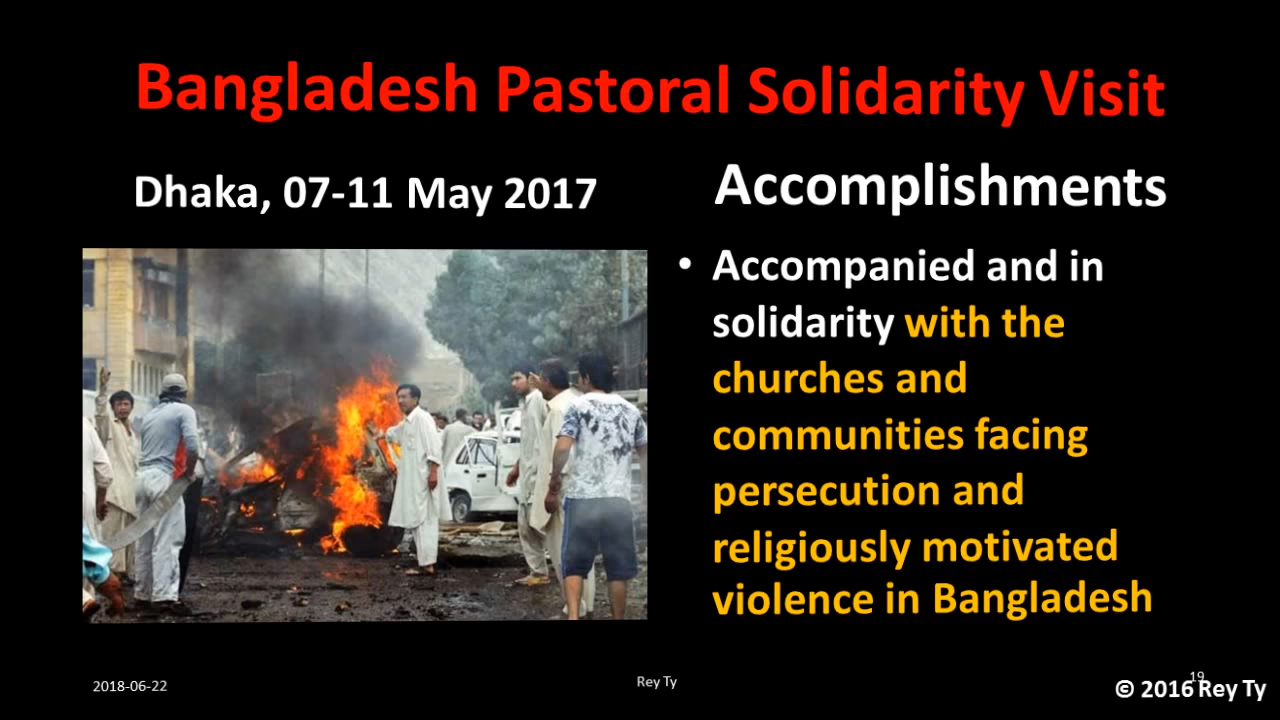 Bangladesh Pastoral Solidarity Visit
Dhaka, 07-11 May 2017
Accomplishments
• Accompanied and in
solidarity with the
churches and
communities facing
persecution and
religiously motivated
violence in Bangladesh
2018-06-22
Rey Ty
19
© 2016 Rey Ty